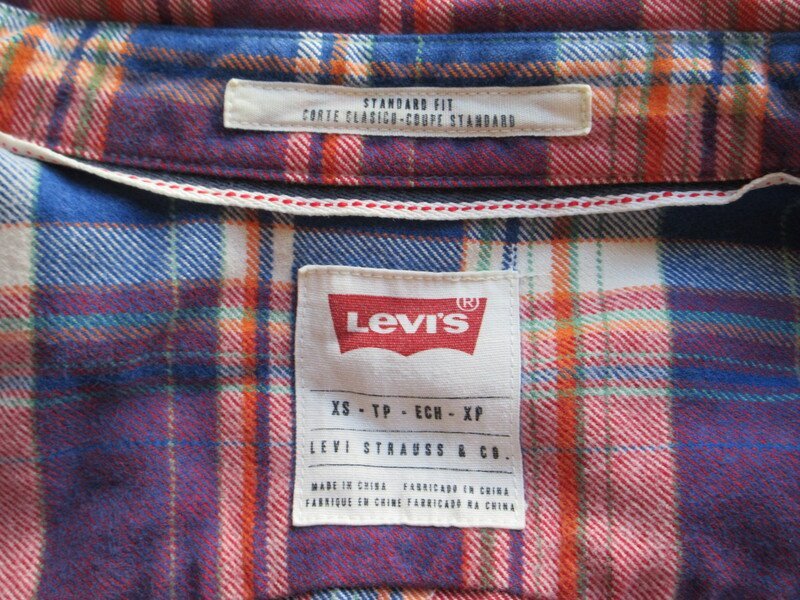 STANDARD FIT
CORTE CLASICO-COUPE STANDARD
LEVI'S ®
XS - TP - ECH - XP
LEVI STRAUSS & CO.
MADE IN CHINA FABRICADO EN CHINA
FABRIQUE EN CHINE FABRICADO NA CHINA